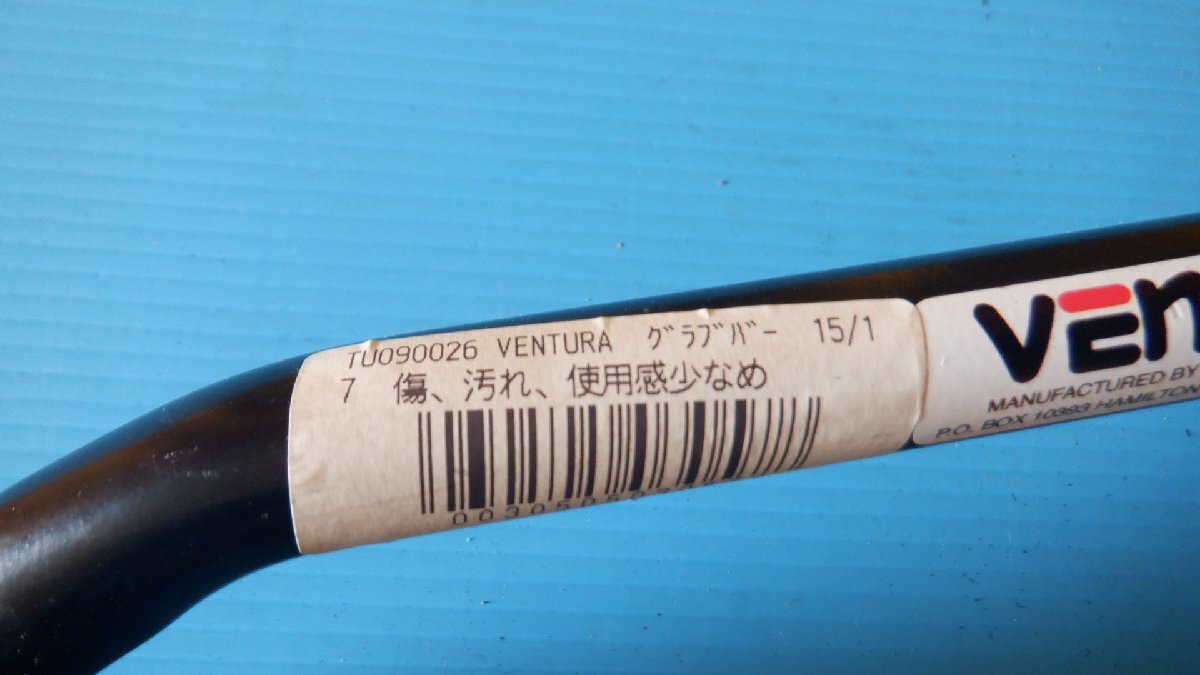 TU090026 VENTURA グラブバー 15/1
7 傷、汚れ、使用感少なめ
VEn
MANUFACTURED BY
P.O. BOX 10393 HAMILTON